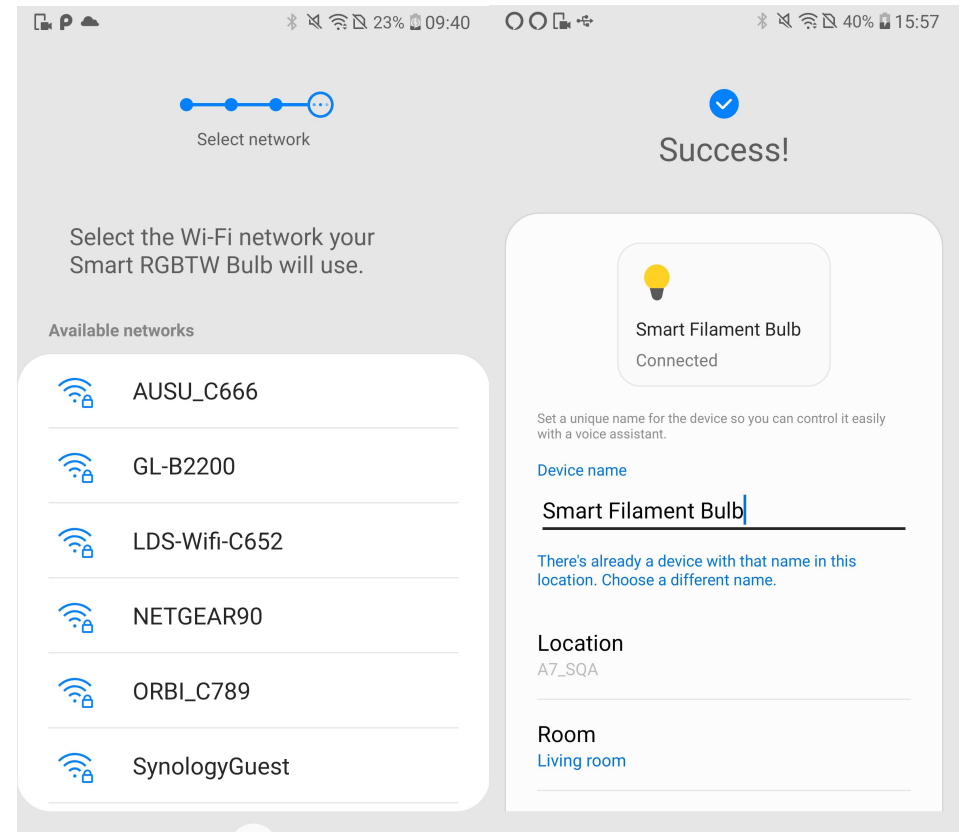 23% 09:40
Select network
Select the Wi-Fi network your
Smart RGBTW Bulb will use.
Available networks
AUSU_C666
GL-B2200
LDS-Wifi-C652
NETGEAR90
ORBI_C789
SynologyGuest
40% 15:57
Success!
Smart Filament Bulb
Connected
Set a unique name for the device so you can control it easily
with a voice assistant.
Device name
Smart Filament Bulb
There's already a device with that name in this
location. Choose a different name.
Location
A7_SQA
Room
Living room